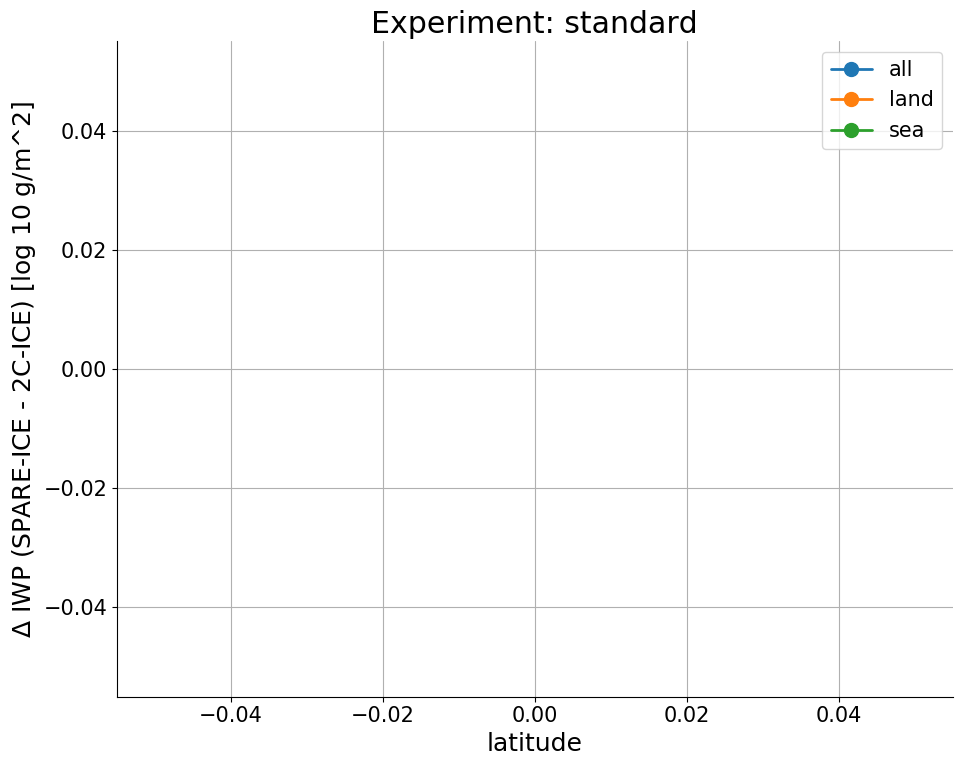 Experiment: standard
all
land
sea
Δ IWP (SPARE-ICE - 2C-ICE) [log 10 g/m^2]
0.04
0.02
0.00
−0.02
−0.04
−0.04 −0.02 0.00 0.02 0.04
latitude